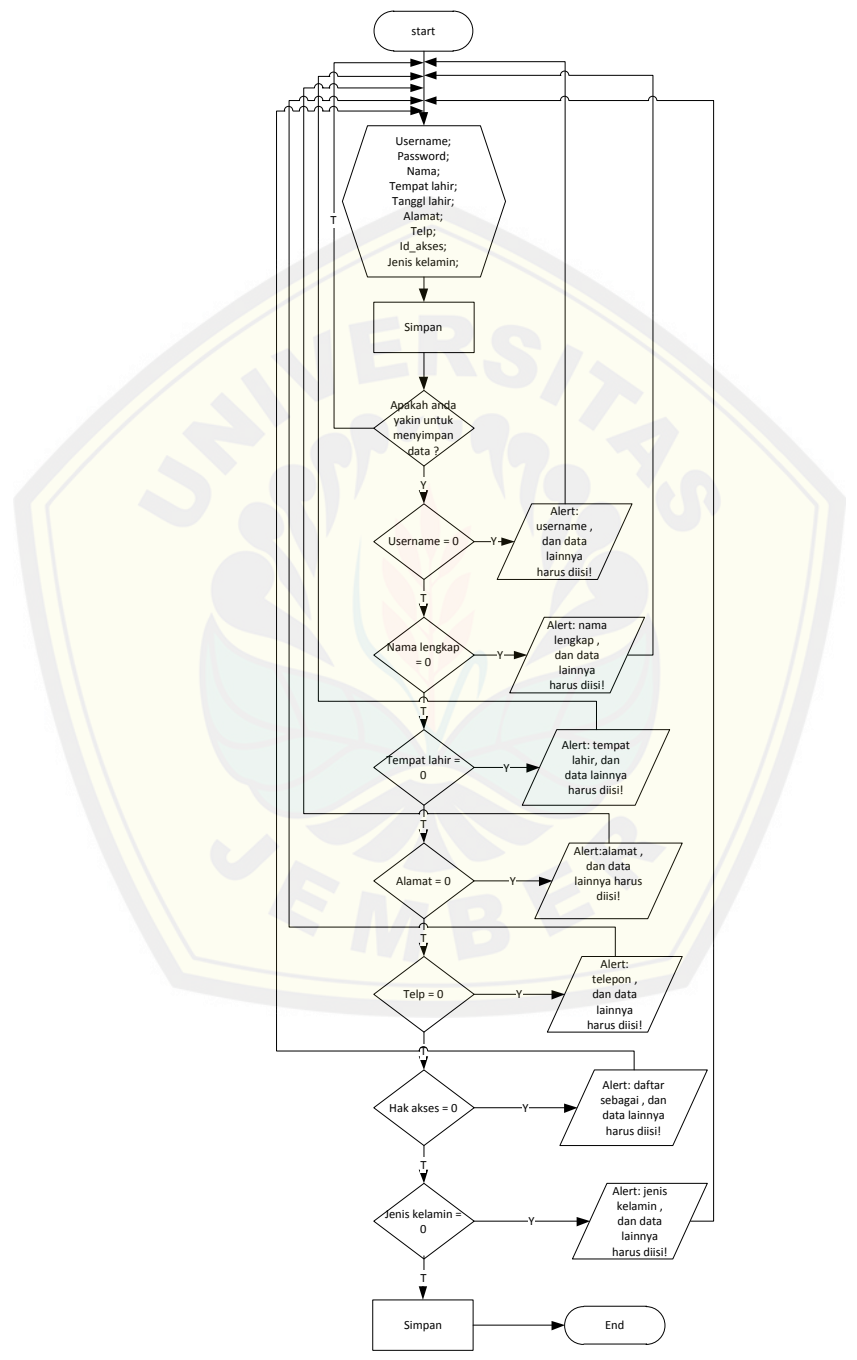 start
Username;
Password;
Nama;
Tempat lahir;
Tanggl lahir;
Alamat;
Telp;
Id_akses;
Jenis kelamin;
T
Simpan
Apakah anda
yakin untuk
menyimpan
data ?
Y
Username = 0
Y
Alert:
username ,
dan data
lainnya
harus diisi!
T
Nama lengkap
= 0
Y
Alert: nama
lengkap ,
dan data
lainnya
harus diisi!
T
Tempat lahir =
0
Y
Alert: tempat
lahir, dan
data lainnya
harus diisi!
T
Alamat = 0
Y
Alert:alamat ,
dan data
lainnya harus
diisi!
T
Telp = 0
Y
Alert:
telepon ,
dan data
lainnya
harus diisi!
T
Hak akses = 0
Y
Alert: daftar
sebagai , dan
data lainnya
harus diisi!
T
Jenis kelamin =
0
Y
Alert: jenis
kelamin ,
dan data
lainnya
harus diisi!
T
Simpan
End
UNIVERSITAS
JEMBER